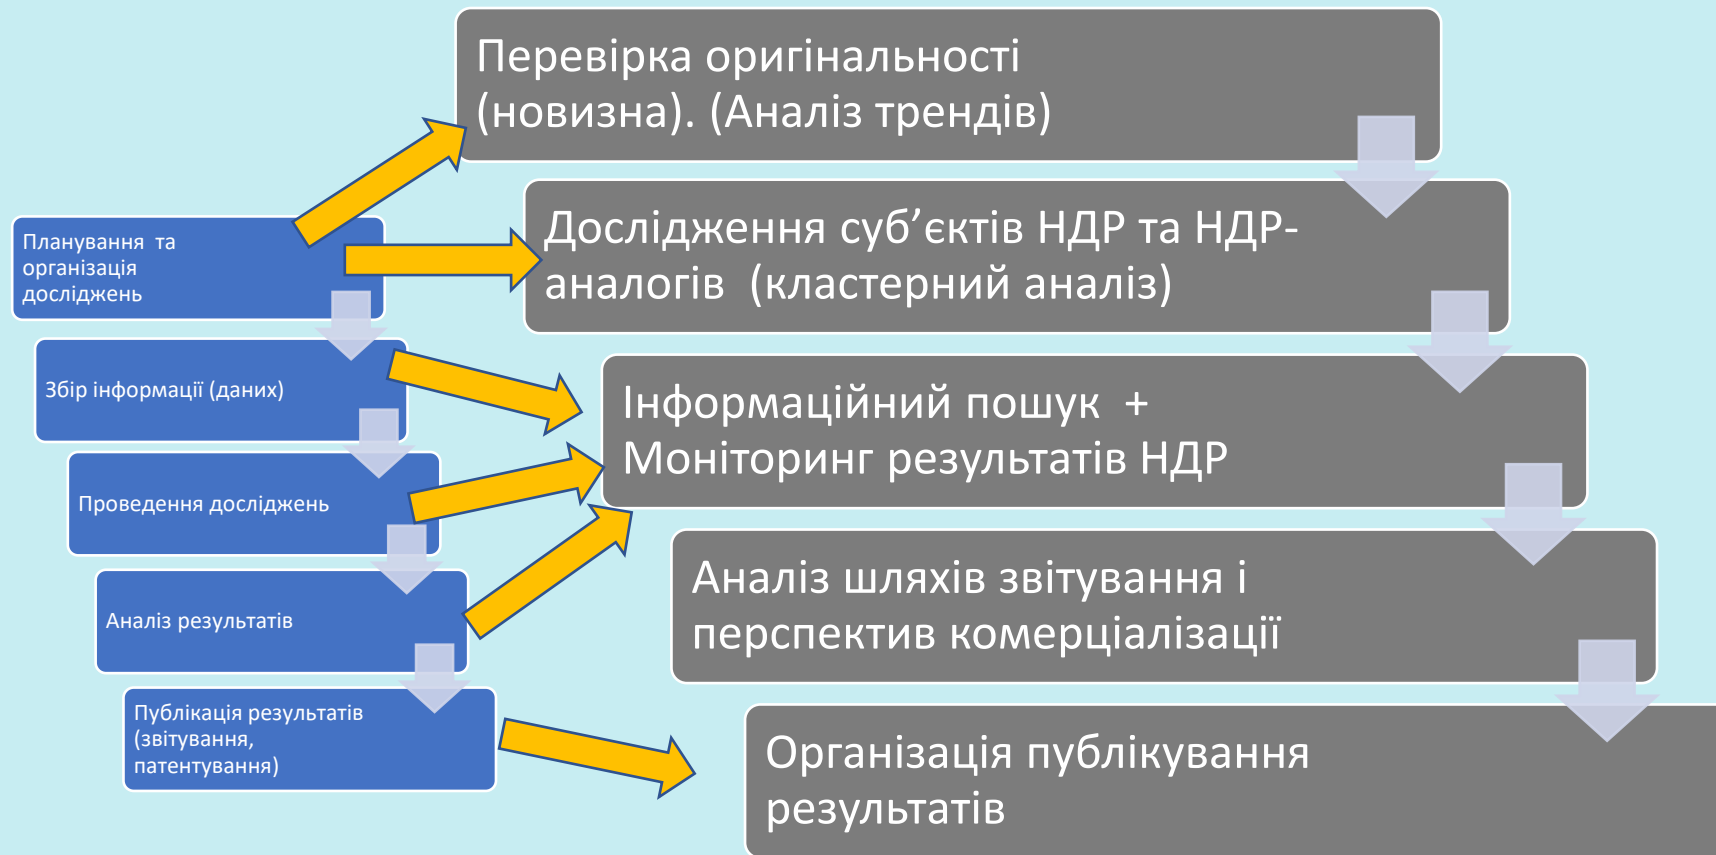 Перевірка оригінальності
(новизна). (Аналіз трендів)
Дослідження суб’єктів НДР та НДР-
аналогів (кластерний аналіз)
Інформаційний пошук +
Моніторинг результатів НДР
Аналіз шляхів звітування і
перспектив комерціалізації
Організація публікування
результатів
Планування та
організація
досліджень
Збір інформації (даних)
Проведення досліджень
Аналіз результатів
Публікація результатів
(звітування,
патентування)